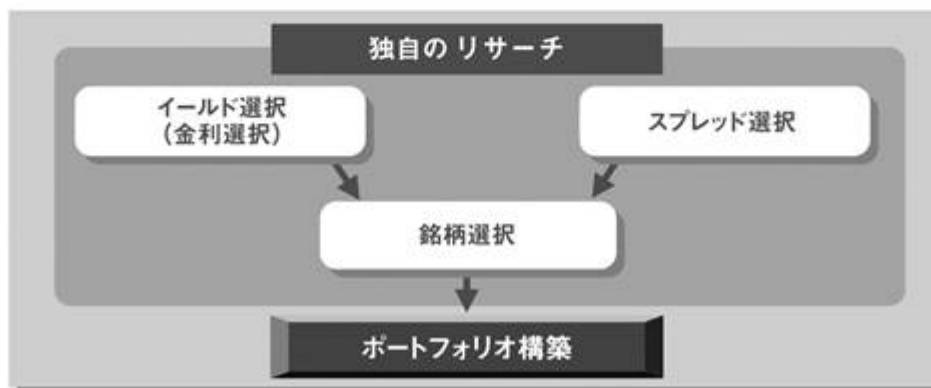 独自のリサーチ
イールド選択
（金利選択）
スプレッド選択
銘柄選択
ポートフォリオ構築